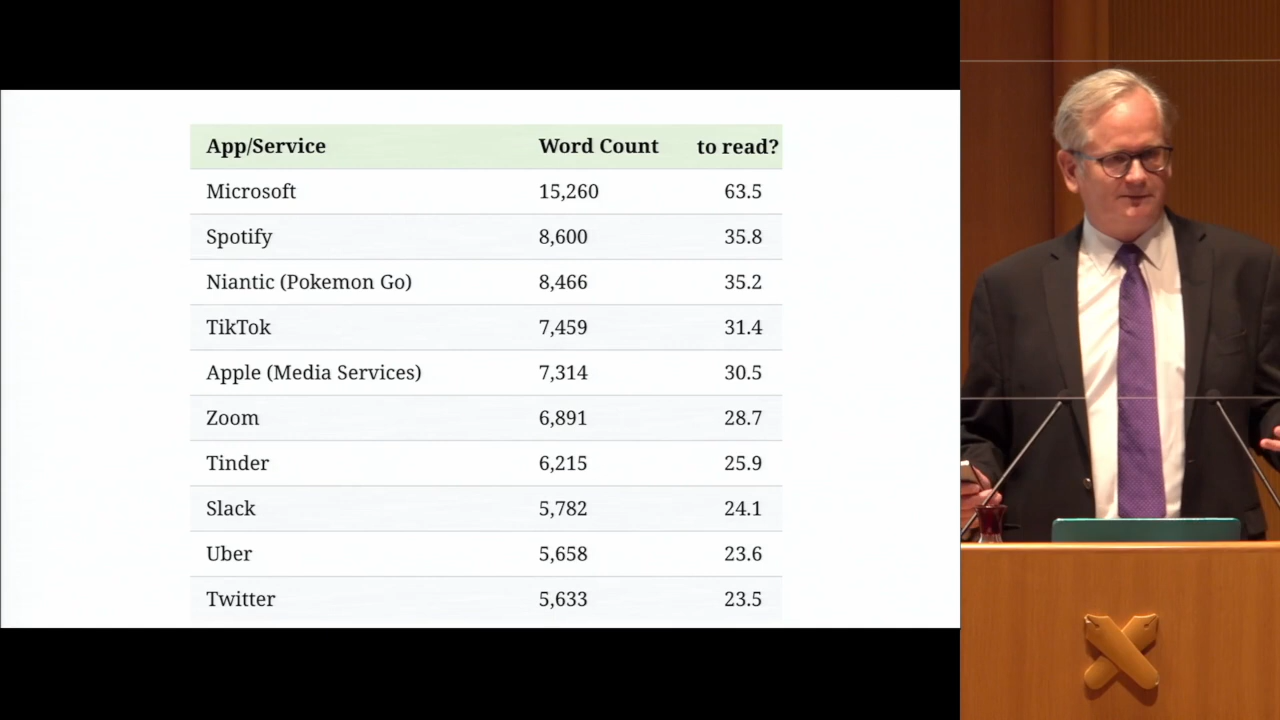 App/Service Word Count to read?
Microsoft 15,260 63.5
Spotify 8,600 35.8
Niantic (Pokemon Go) 8,466 35.2
TikTok 7,459 31.4
Apple (Media Services) 7,314 30.5
Zoom 6,891 28.7
Tinder 6,215 25.9
Slack 5,782 24.1
Uber 5,658 23.6
Twitter 5,633 23.5